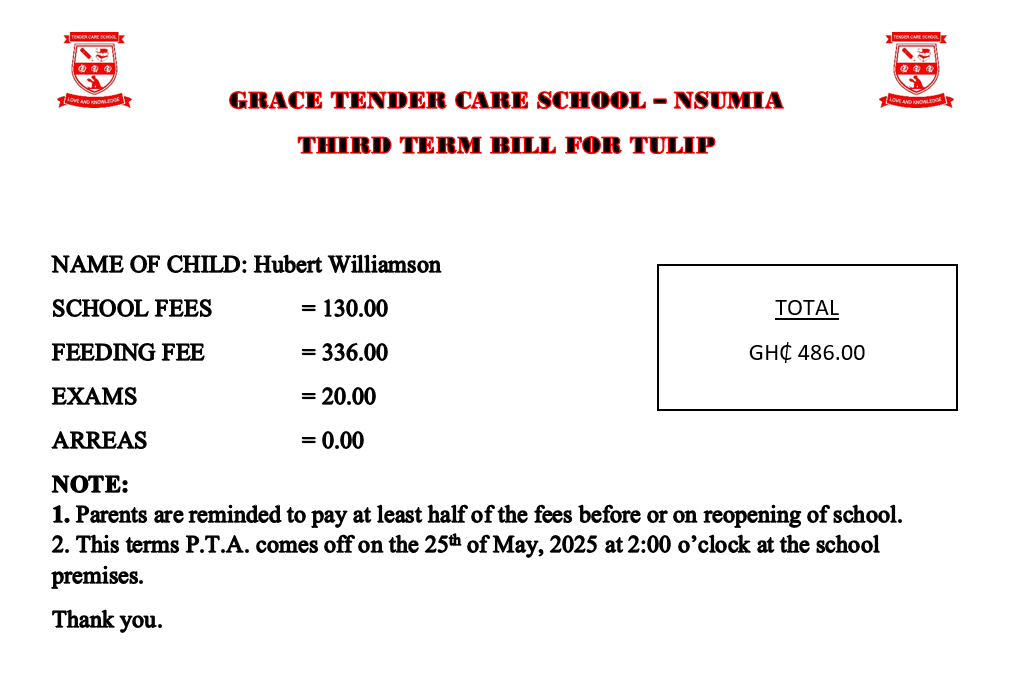 TENDER CARE SCHOOL
LOVE AND KNOWLEDGE
TENDER CARE SCHOOL
LOVE AND KNOWLEDGE
GRACE TENDER CARE SCHOOL – NSUMIA
THIRD TERM BILL FOR TULIP
NAME OF CHILD: Hubert Williamson
SCHOOL FEES = 130.00
FEEDING FEE = 336.00
EXAMS = 20.00
ARREAS = 0.00
TOTAL
GH₵ 486.00
NOTE:
1. Parents are reminded to pay at least half of the fees before or on reopening of school.
2. This terms P.T.A. comes off on the 25th of May, 2025 at 2:00 o’clock at the school
premises.
Thank you.